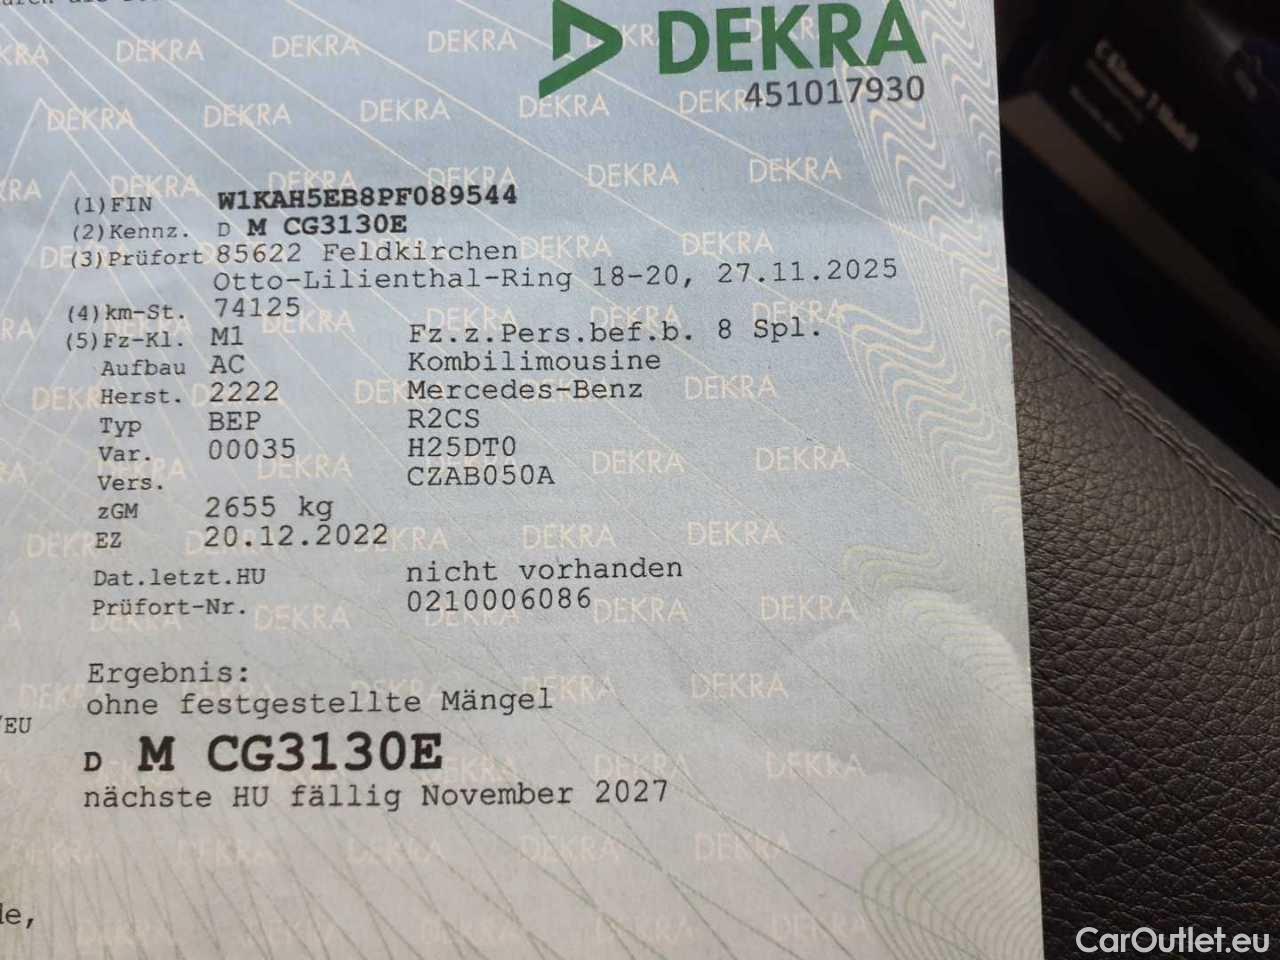 DEKRA
451017930
(1)FIN W1KAH5EB8PF089544
(2)Kennz. D M CG3130E
(3)Prüfort 85622 Feldkirchen
Otto-Lilienthal-Ring 18-20, 27.11.2025
(4)km-St. 74125
(5)Fz-Kl. M1 Fz.z.Pers.bef.b. 8 Spl.
Aufbau AC Kombilimousine
Herst. 2222 Mercedes-Benz
Typ BEP R2CS
Var. 00035 H25DT0
Vers. CZAB050A
zGM 2655 kg
EZ 20.12.2022
Dat.letzt.HU nicht vorhanden
Prüfort-Nr. 0210006086
Ergebnis:
ohne festgestellte Mängel
/EU
D M CG3130E
nächste HU fällig November 2027
de,
CarOutlet.eu